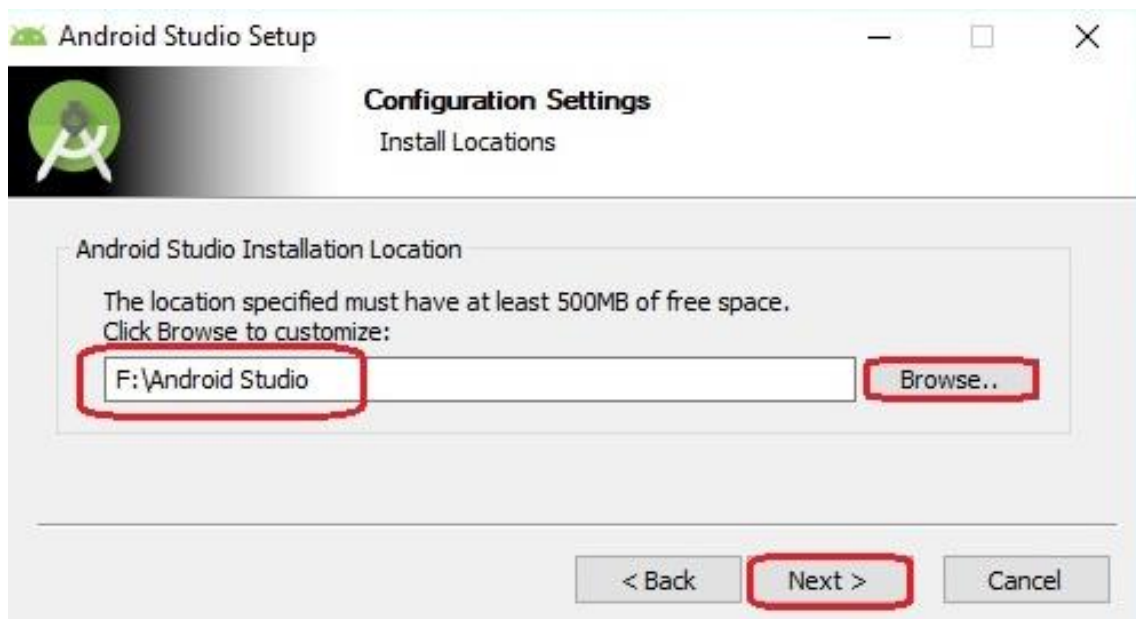 Android Studio Setup
Configuration Settings
Install Locations
Android Studio Installation Location
The location specified must have at least 500MB of free space.
Click Browse to customize:
F:\Android Studio
Browse..
< Back
Next >
Cancel